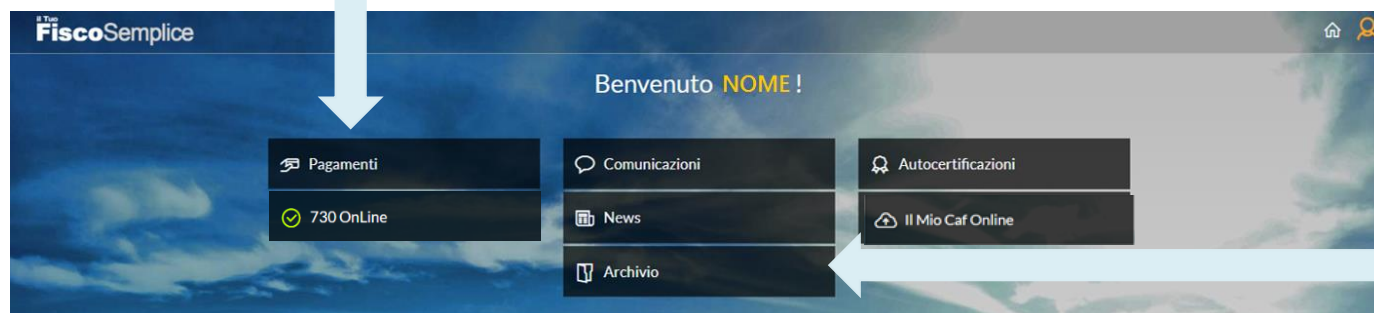 il Tuo
FiscoSemplice
Benvenuto NOME!
Pagamenti
730 OnLine
Comunicazioni
News
Archivio
Autocertificazioni
Il Mio Caf Online